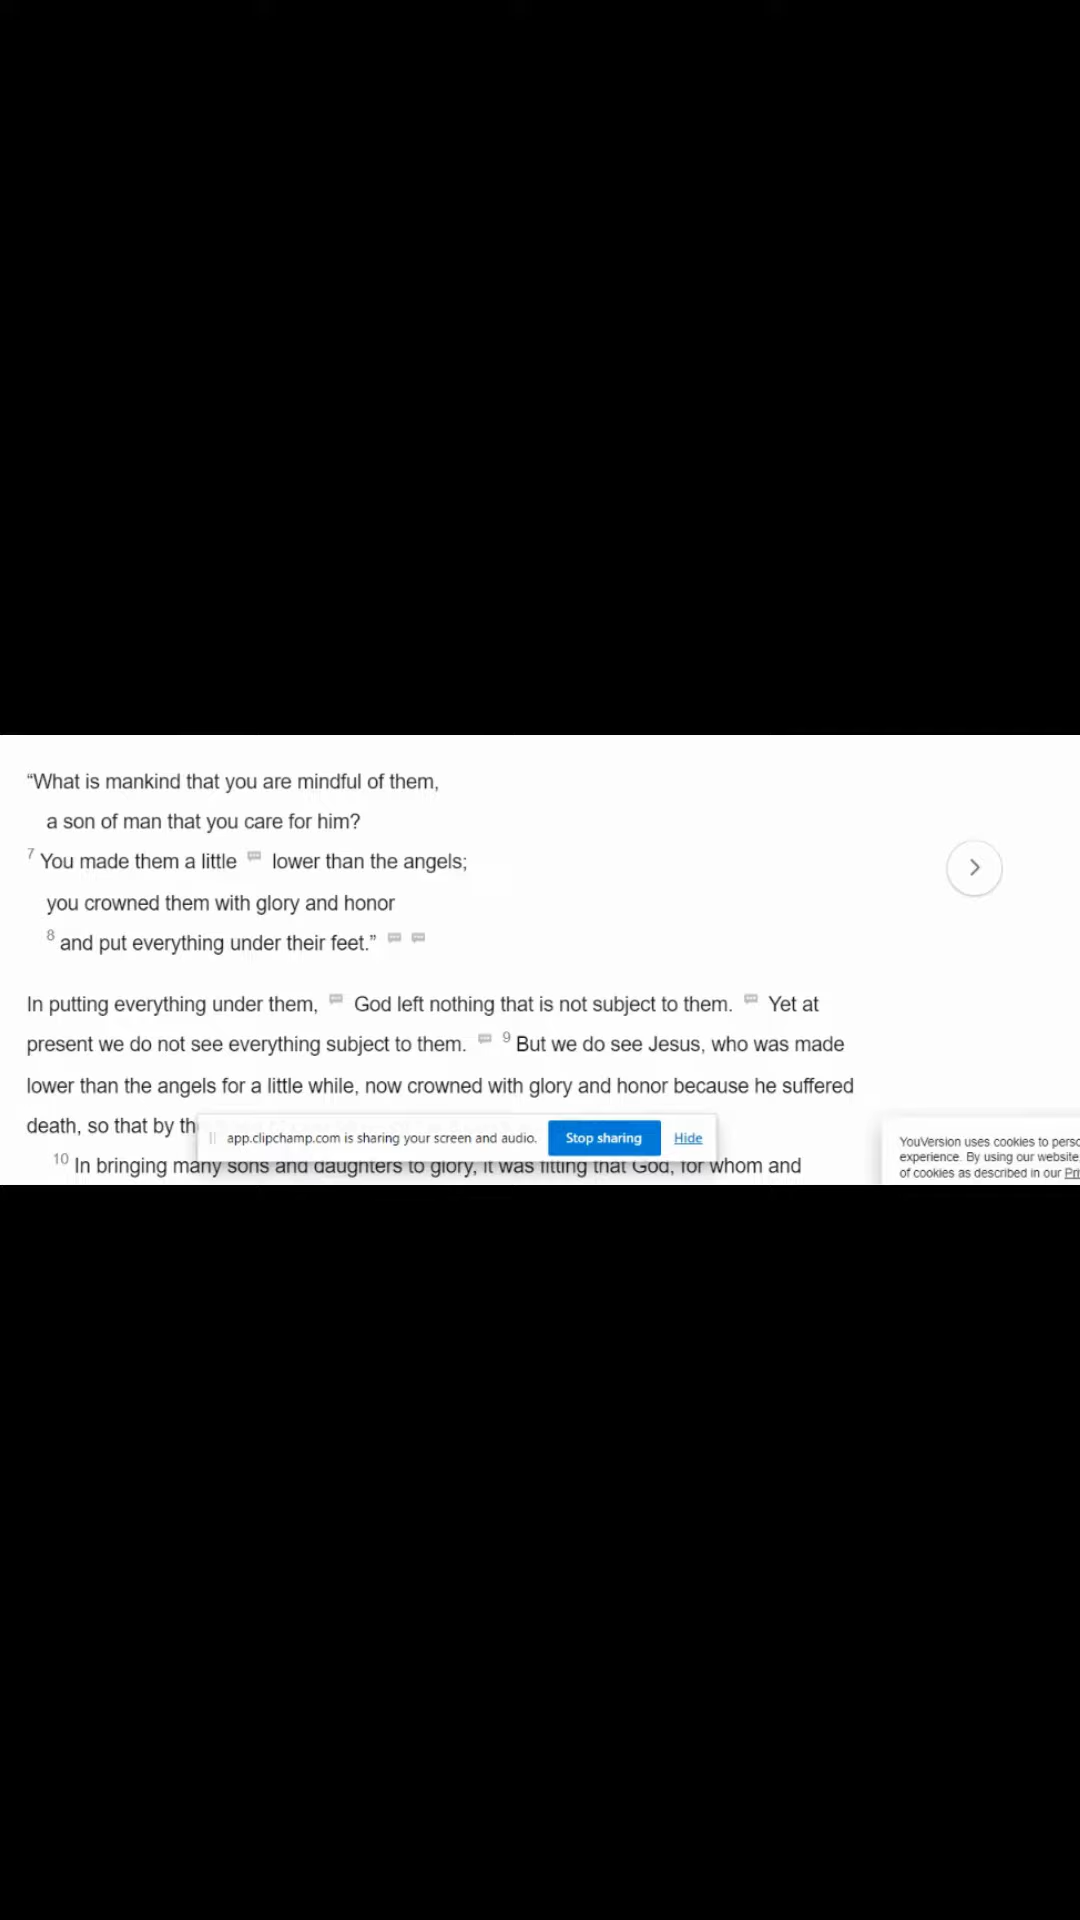 “What is mankind that you are mindful of them,
a son of man that you care for him?
7 You made them a little lower than the angels;
you crowned them with glory and honor
8 and put everything under their feet.”
In putting everything under them, God left nothing that is not subject to them. Yet at
present we do not see everything subject to them. 9 But we do see Jesus, who was made
lower than the angels for a little while, now crowned with glory and honor because he suffered
death, so that by th
app.clipchamp.com is sharing your screen and audio. Stop sharing Hide
10 In bringing many sons and daughters to glory, it was fitting that God, for whom and
YouVersion uses cookies to perso
experience. By using our website,
of cookies as described in our Pri